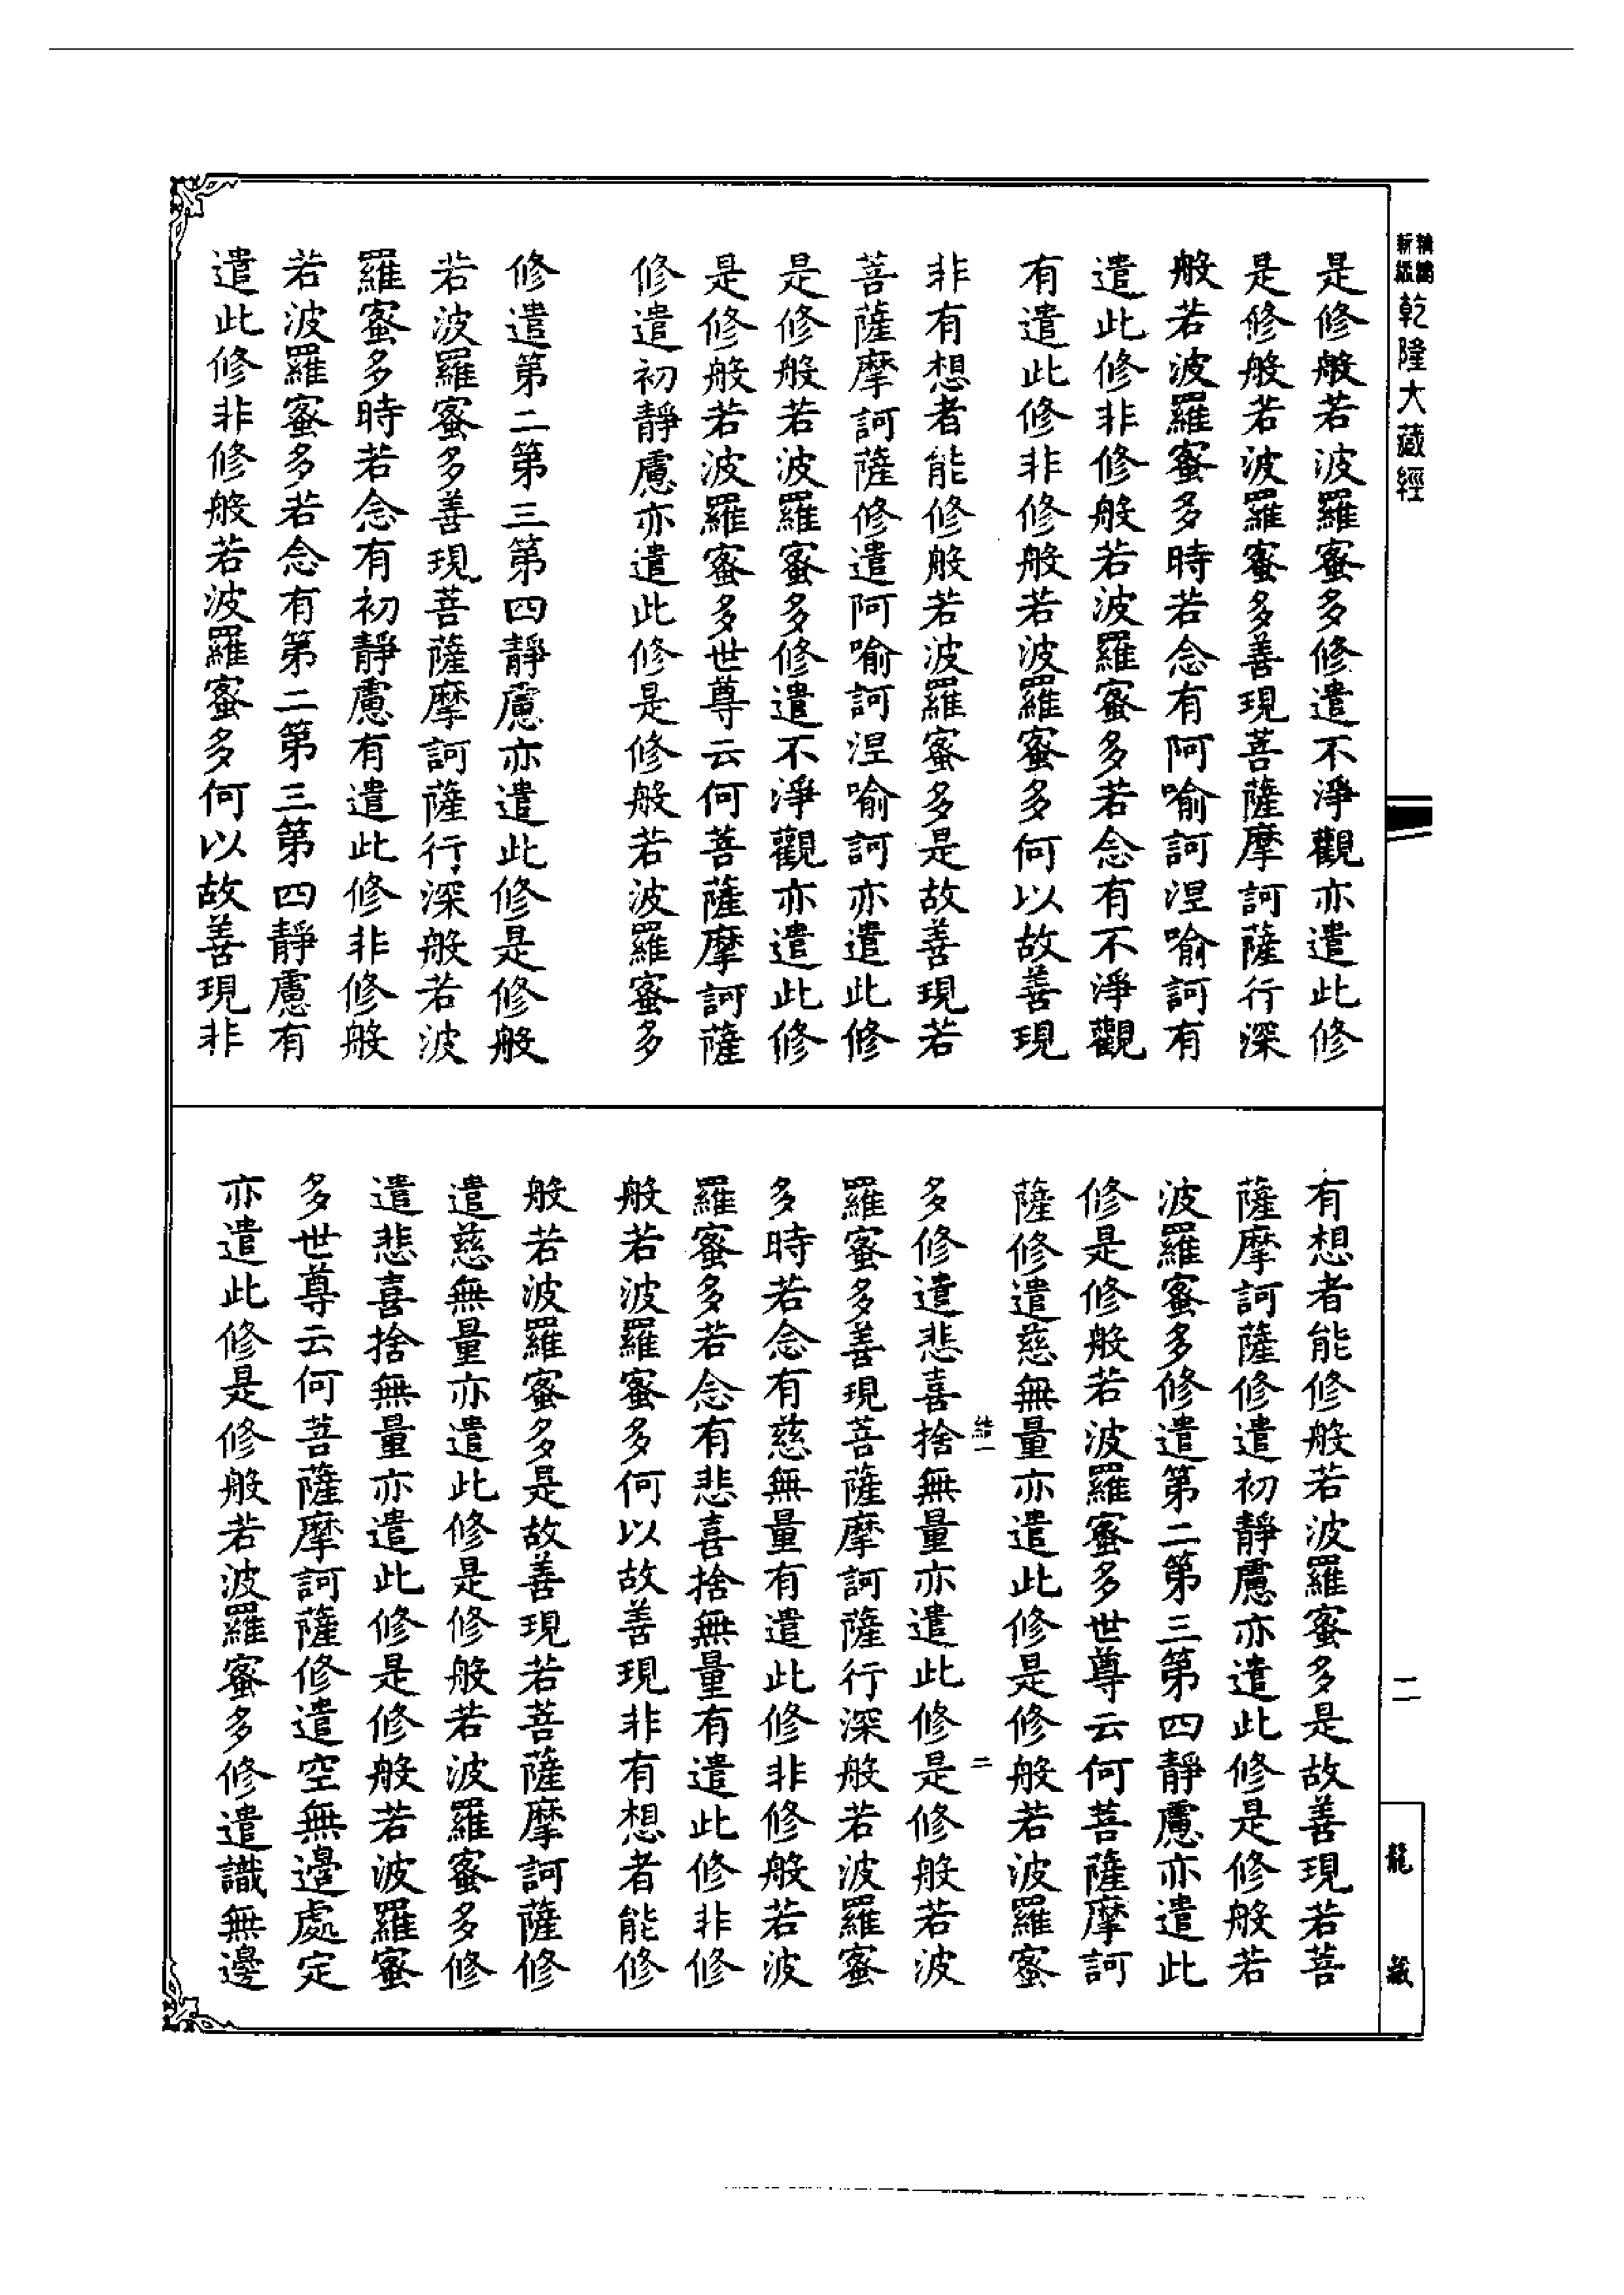 乾隆大藏經
是修般若波羅蜜多修遣不淨觀亦遣此修
是修般若波羅蜜多善現菩薩摩訶薩行深
般若波羅蜜多時若念有阿喻訶涅喻訶有
遣此修非修般若波羅蜜多若念有不淨觀
有遣此修非修般若波羅蜜多何以故善現
非有想者能修般若波羅蜜多是故善現若
菩薩摩訶薩修遣阿喻訶涅喻訶亦遣此修
是修般若波羅蜜多修遣不淨觀亦遣此修
是修般若波羅蜜多世尊云何菩薩摩訶薩
修遣初靜慮亦遣此修是修般若波羅蜜多
修遣第二第三第四靜慮亦遣此修是修般
若波羅蜜多善現菩薩摩訶薩行深般若波
羅蜜多時若念有初靜慮有遣此修非修般
若波羅蜜多若念有第二第三第四靜慮有
遣此修非修般若波羅蜜多何以故善現非
有想者能修般若波羅蜜多是故善現若菩
薩摩訶薩修遣初靜慮亦遣此修是修般若
波羅蜜多修遣第二第三第四靜慮亦遣此
修是修般若波羅蜜多世尊云何菩薩摩訶
薩修遣慈無量亦遣此修是修般若波羅蜜
多修遣悲喜捨無量亦遣此修是修般若波
羅蜜多善現菩薩摩訶薩行深般若波羅蜜
多時若念有慈無量有遣此修非修般若波
羅蜜多若念有悲喜捨無量有遣此修非修
般若波羅蜜多何以故善現非有想者能修
般若波羅蜜多是故善現若菩薩摩訶薩修
遣慈無量亦遣此修是修般若波羅蜜多修
遣悲喜捨無量亦遣此修是修般若波羅蜜
多世尊云何菩薩摩訶薩修遣空無邊處定
亦遣此修是修般若波羅蜜多修遣識無邊
二
龍藏